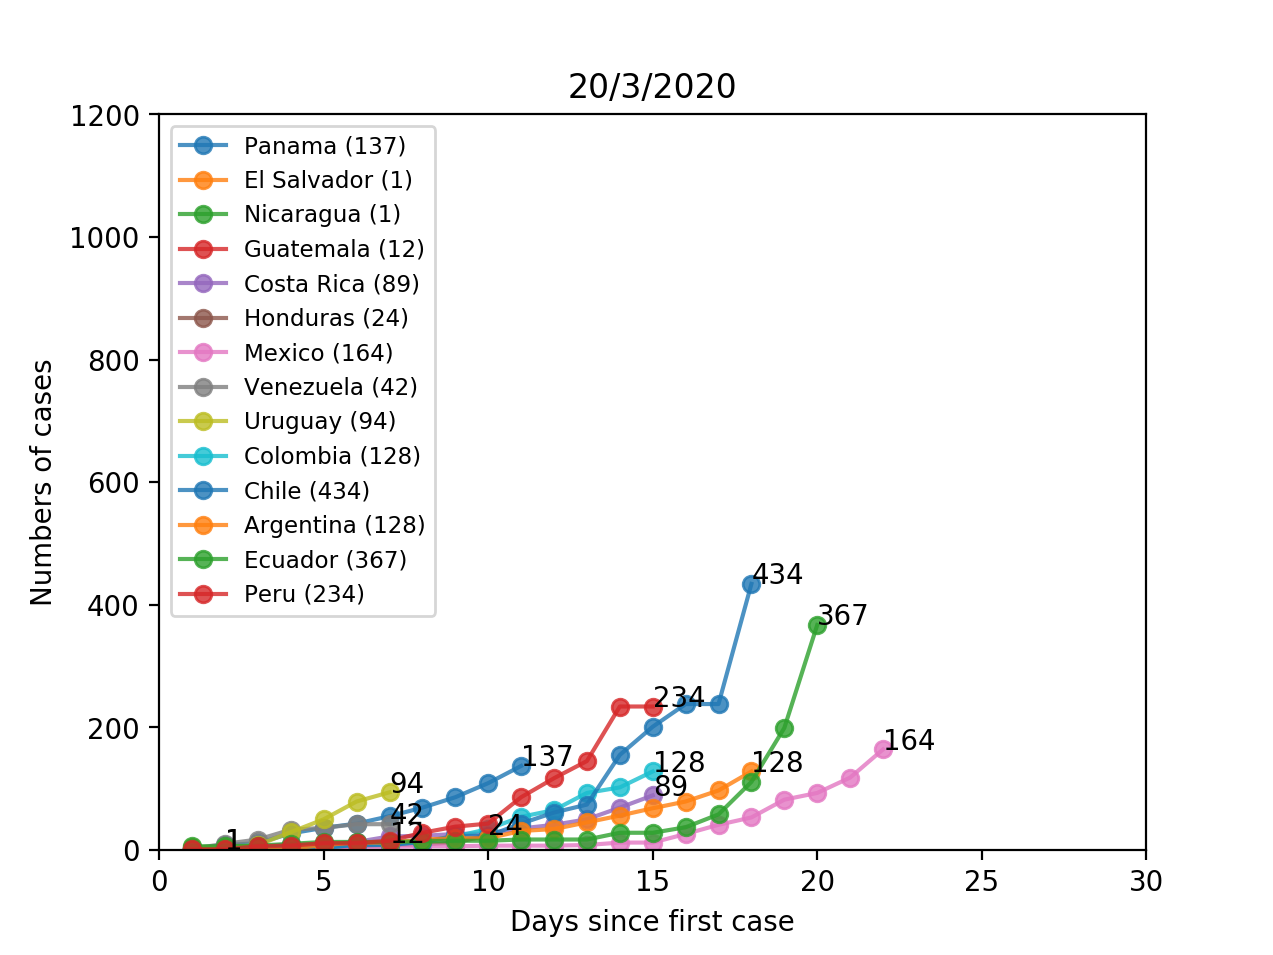 20/3/2020
1200
1000
800
600
400
200
0
Numbers of cases
Panama (137)
El Salvador (1)
Nicaragua (1)
Guatemala (12)
Costa Rica (89)
Honduras (24)
Mexico (164)
Venezuela (42)
Uruguay (94)
Colombia (128)
Chile (434)
Argentina (128)
Ecuador (367)
Peru (234)
434
367
234
164
137
128
128
94
89
42
24
12
1
0 5 10 15 20 25 30
Days since first case